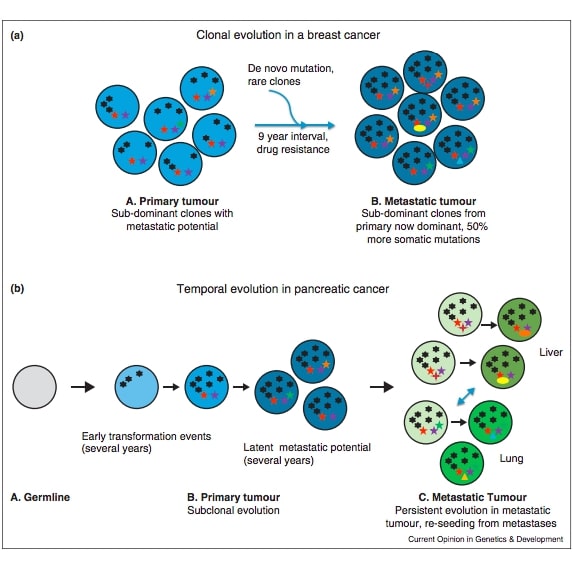 (a)
Clonal evolution in a breast cancer
De novo mutation,
rare clones
9 year interval,
drug resistance
A. Primary tumour
Sub-dominant clones with
metastatic potential
B. Metastatic tumour
Sub-dominant clones from
primary now dominant, 50%
more somatic mutations
(b)
Temporal evolution in pancreatic cancer
Liver
Early transformation events
(several years)
Latent metastatic potential
(several years)
Lung
A. Germline
B. Primary tumour
Subclonal evolution
C. Metastatic Tumour
Persistent evolution in metastatic
tumour, re-seeding from metastases
Current Opinion in Genetics & Development